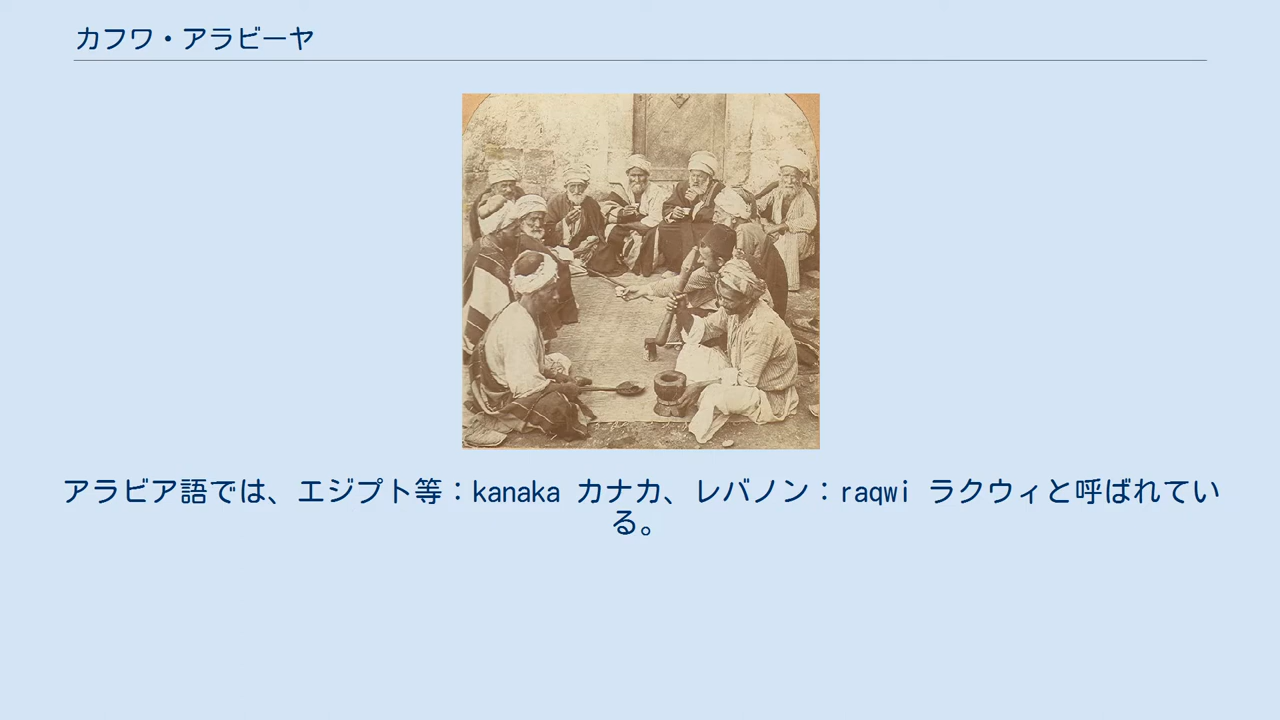 カフワ・アラビーヤ
アラビア語では、エジプト等：kanaka カナカ、レバノン：raqwi ラクウィと呼ばれてい
る。